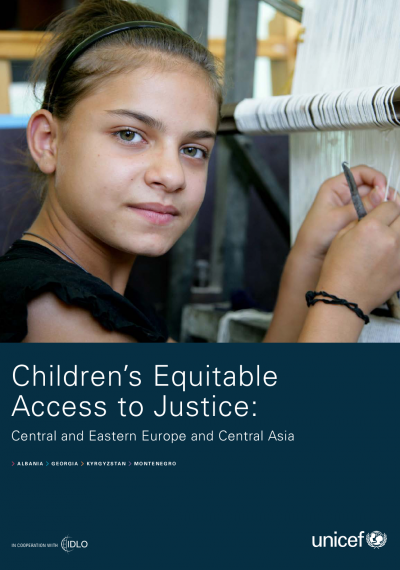 Children's Equitable
Access to Justice:
Central and Eastern Europe and Central Asia
> ALBANIA > GEORGIA > KYRGYZSTAN > MONTENEGRO
IN COOPERATION WITH IDLO
unicef